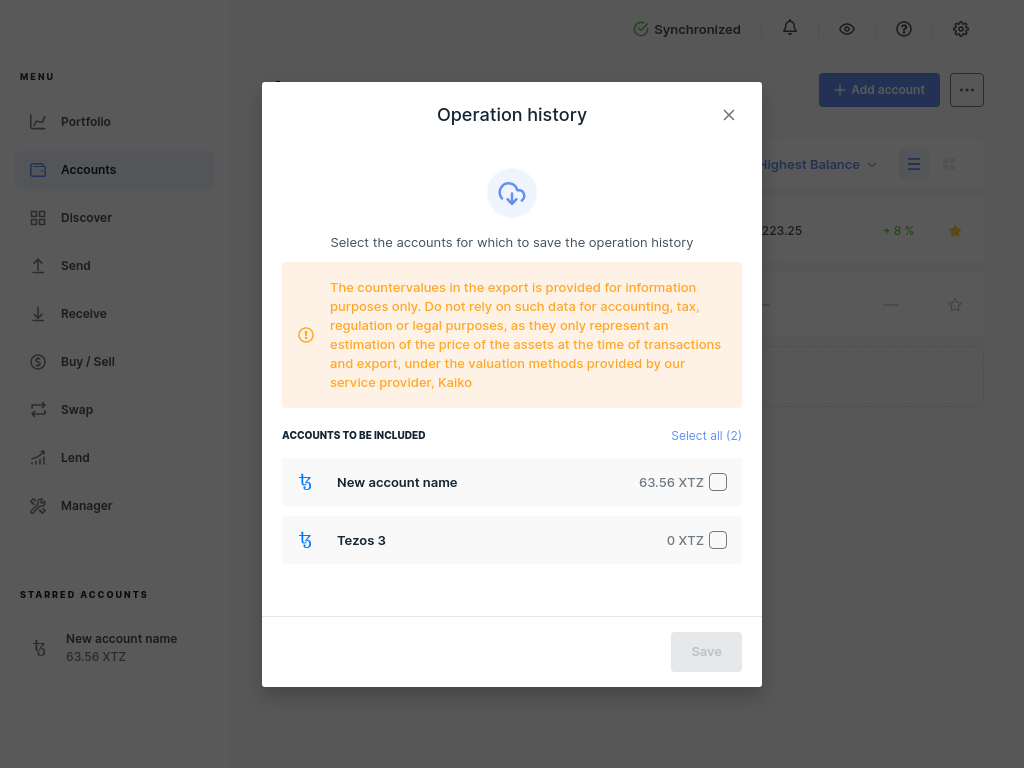 Synchronized
MENU
Portfolio
Accounts
Discover
Send
Receive
Buy / Sell
Swap
Lend
Manager
STARRED ACCOUNTS
New account name
63.56 XTZ
Add account
Highest Balance
223.25
+ 8 %
Operation history
Select the accounts for which to save the operation history
The countervalues in the export is provided for information
purposes only. Do not rely on such data for accounting, tax,
regulation or legal purposes, as they only represent an
estimation of the price of the assets at the time of transactions
and export, under the valuation methods provided by our
service provider, Kaiko
ACCOUNTS TO BE INCLUDED
Select all (2)
New account name
63.56 XTZ
Tezos 3
0 XTZ
Save